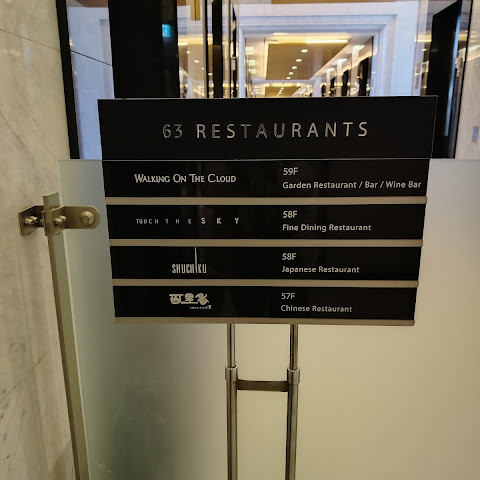 63 RESTAURANTS
WALKING ON THE CLOUD
59F
Garden Restaurant / Bar / Wine Bar
TOUCH THE SKY
58F
Fine Dining Restaurant
SHUCHIKU
58F
Japanese Restaurant
57F
Chinese Restaurant